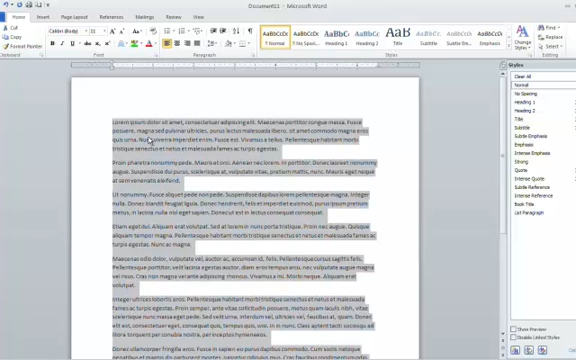 Document1 - Microsoft Word
Home Insert Page Layout References Mailings Review View
Cut
Copy
Format Painter
Calibri (Body) 11
Clipboard Font Paragraph Styles Editing
AaBbCcDc AaBbCcDc AaBbC AaBbCc AaB AaBbCc AaBbCcDc AaBbCcDc
Normal No Spaci... Heading 1 Heading 2 Title Subtitle Subtle Em... Emphasis
Change
Styles
Find
Replace
Select
Lorem ipsum dolor sit amet, consectetuer adipiscing elit. Maecenas porttitor congue massa. Fusce
posuere, magna sed pulvinar ultricies, purus lectus malesuada libero, sit amet commodo magna eros
quis urna. Nunc viverra imperdiet enim. Fusce est. Vivamus a tellus. Pellentesque habitant morbi
tristique senectus et netus et malesuada fames ac turpis egestas.
Proin pharetra nonummy pede. Mauris et orci. Aenean nec lorem. In porttitor. Donec laoreet nonummy
augue. Suspendisse dui purus, scelerisque at, vulputate vitae, pretium mattis, nunc. Mauris eget neque
at sem venenatis eleifend.
Ut nonummy. Fusce aliquet pede non pede. Suspendisse dapibus lorem pellentesque magna. Integer
nulla. Donec blandit feugiat ligula. Donec hendrerit, felis et imperdiet euismod, purus ipsum pretium
metus, in lacinia nulla nisl eget sapien. Donec ut est in lectus consequat consequat.
Etiam eget dui. Aliquam erat volutpat. Sed at lorem in nunc porta tristique. Proin nec augue. Quisque
aliquam tempor magna. Pellentesque habitant morbi tristique senectus et netus et malesuada fames ac
turpis egestas. Nunc ac magna.
Maecenas odio dolor, vulputate vel, auctor ac, accumsan id, felis. Pellentesque cursus sagittis felis.
Pellentesque porttitor, velit lacinia egestas auctor, diam eros tempus arcu, nec vulputate augue magna
vel risus. Cras non magna vel ante adipiscing rhoncus. Vivamus a mi. Morbi neque. Aliquam erat
volutpat.
Integer ultrices lobortis eros. Pellentesque habitant morbi tristique senectus et netus et malesuada
fames ac turpis egestas. Proin semper, ante vitae sollicitudin posuere, metus quam iaculis nibh, vitae
scelerisque nunc massa eget pede. Sed velit urna, interdum vel, ultricies vel, faucibus at, quam. Donec
elit est, consectetuer eget, consequat quis, tempus quis, wisi. In in nunc. Class aptent taciti sociosqu ad
litora torquent per conubia nostra, per inceptos hymenaeos.
Donec ullamcorper fringilla eros. Fusce in sapien eu purus dapibus commodo. Cum sociis natoque
Styles
Clear All
Normal
No Spacing
Heading 1
Heading 2
Title
Subtitle
Subtle Emphasis
Emphasis
Intense Emphasis
Strong
Quote
Intense Quote
Subtle Reference
Intense Reference
Book Title
List Paragraph
Show Preview
Disable Linked Styles